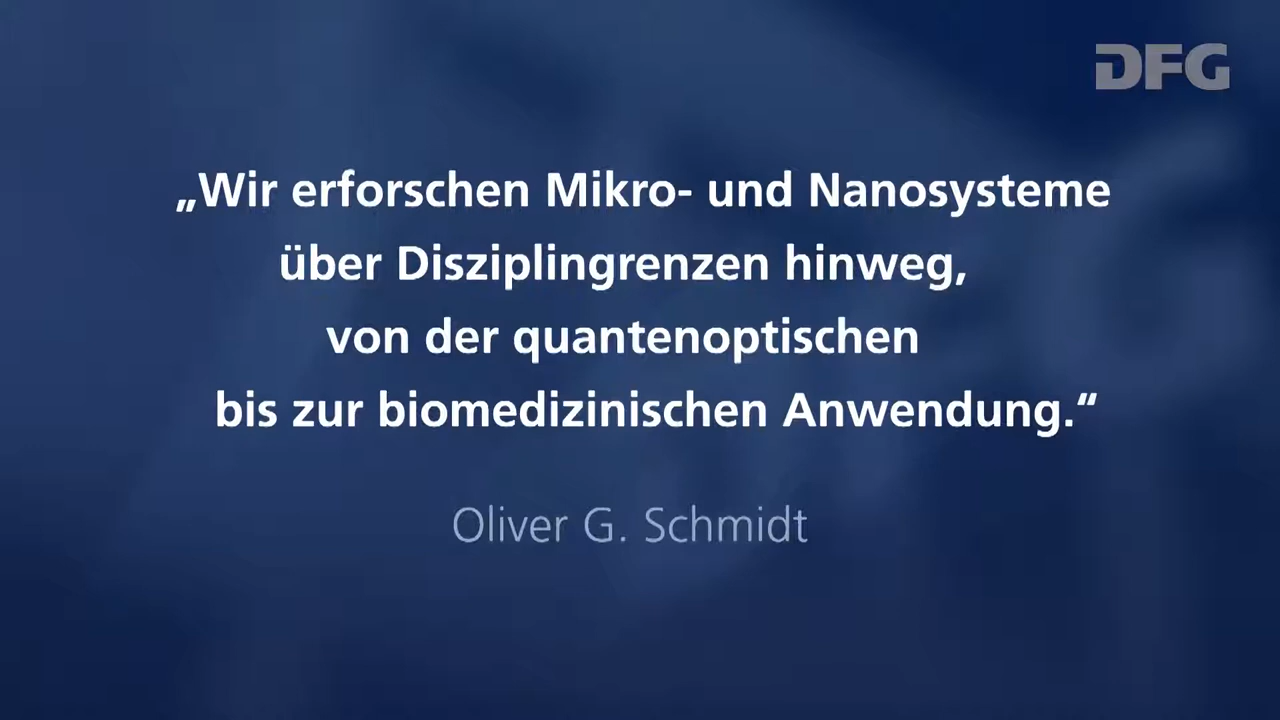 DFG
„Wir erforschen Mikro- und Nanosysteme
über Disziplingrenzen hinweg,
von der quantenoptischen
bis zur biomedizinischen Anwendung.“
Oliver G. Schmidt